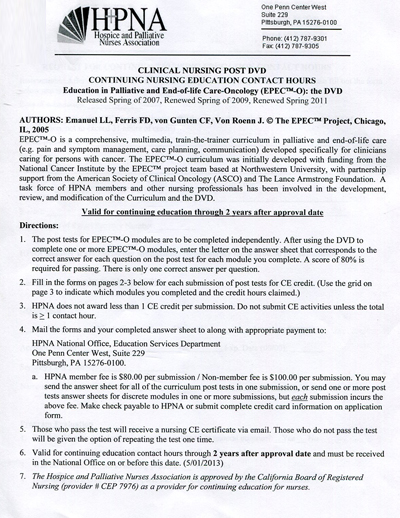 HPNA
Hospice and Palliative
Nurses Association
One Penn Center West
Suite 229
Pittsburgh, PA 15276-0100
Phone: (412) 787-9301
Fax: (412) 787-9305
CLINICAL NURSING POST DVD
CONTINUING NURSING EDUCATION CONTACT HOURS
Education in Palliative and End-of-life Care-Oncology (EPEC™-O): the DVD
Released Spring of 2007, Renewed Spring of 2009, Renewed Spring 2011
AUTHORS: Emanuel LL, Ferris FD, von Gunten CF, Von Roenn J. © The EPEC™ Project, Chicago,
IL, 2005
EPEC™-O is a comprehensive, multimedia, train-the-trainer curriculum in palliative and end-of-life care
(e.g. pain and symptom management, care planning, communication) developed specifically for clinicians
caring for persons with cancer. The EPEC™-O curriculum was initially developed with funding from the
National Cancer Institute by the EPEC™ project team based at Northwestern University, with partnership
support from the American Society of Clinical Oncology (ASCO) and The Lance Armstrong Foundation. A
task force of HPNA members and other nursing professionals has been involved in the development,
review, and modification of the Curriculum and the DVD.
Valid for continuing education through 2 years after approval date
Directions:
1. The post tests for EPEC™-O modules are to be completed independently. After using the DVD to
complete one or more EPEC™-O modules, enter the letter on the answer sheet that corresponds to the
correct answer for each question on the post test for each module you complete. A score of 80% is
required for passing. There is only one correct answer per question.
2. Fill in the forms on pages 2-3 below for each submission of post tests for CE credit. (Use the grid on
page 3 to indicate which modules you completed and the credit hours claimed.)
3. HPNA does not award less than 1 CE credit per submission. Do not submit CE activities unless the total
is ≥ 1 contact hour.
4. Mail the forms and your completed answer sheet to along with appropriate payment to:
HPNA National Office, Education Services Department
One Penn Center West, Suite 229
Pittsburgh, PA 15276-0100.
a. HPNA member fee is $80.00 per submission / Non-member fee is $100.00 per submission. You may
send the answer sheet for all of the curriculum post tests in one submission, or send one or more post
tests answer sheets for discrete modules in one or more submissions, but each submission incurs the
above fee. Make check payable to HPNA or submit complete credit information on application
form.
5. Those who pass the test will receive a nursing CE certificate via email. Those who do not pass the test
will be given the option of repeating the test one time.
6. Valid for continuing education contact hours through 2 years after approval date and must be received
in the National Office on or before this date. (5/01/2013)
7. The Hospice and Palliative Nurses Association is approved by the California Board of Registered
Nursing (provider # CEP 7976) as a provider for continuing education for nurses.